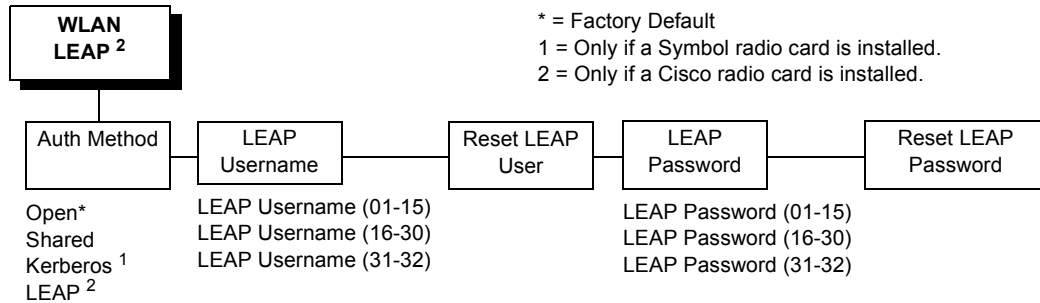 WLAN
LEAP 2
* = Factory Default
1 = Only if a Symbol radio card is installed.
2 = Only if a Cisco radio card is installed.
Auth Method
LEAP
Username
Reset LEAP
User
LEAP
Password
Reset LEAP
Password
Open*
Shared
Kerberos 1
LEAP 2
LEAP Username (01-15)
LEAP Username (16-30)
LEAP Username (31-32)
LEAP Password (01-15)
LEAP Password (16-30)
LEAP Password (31-32)